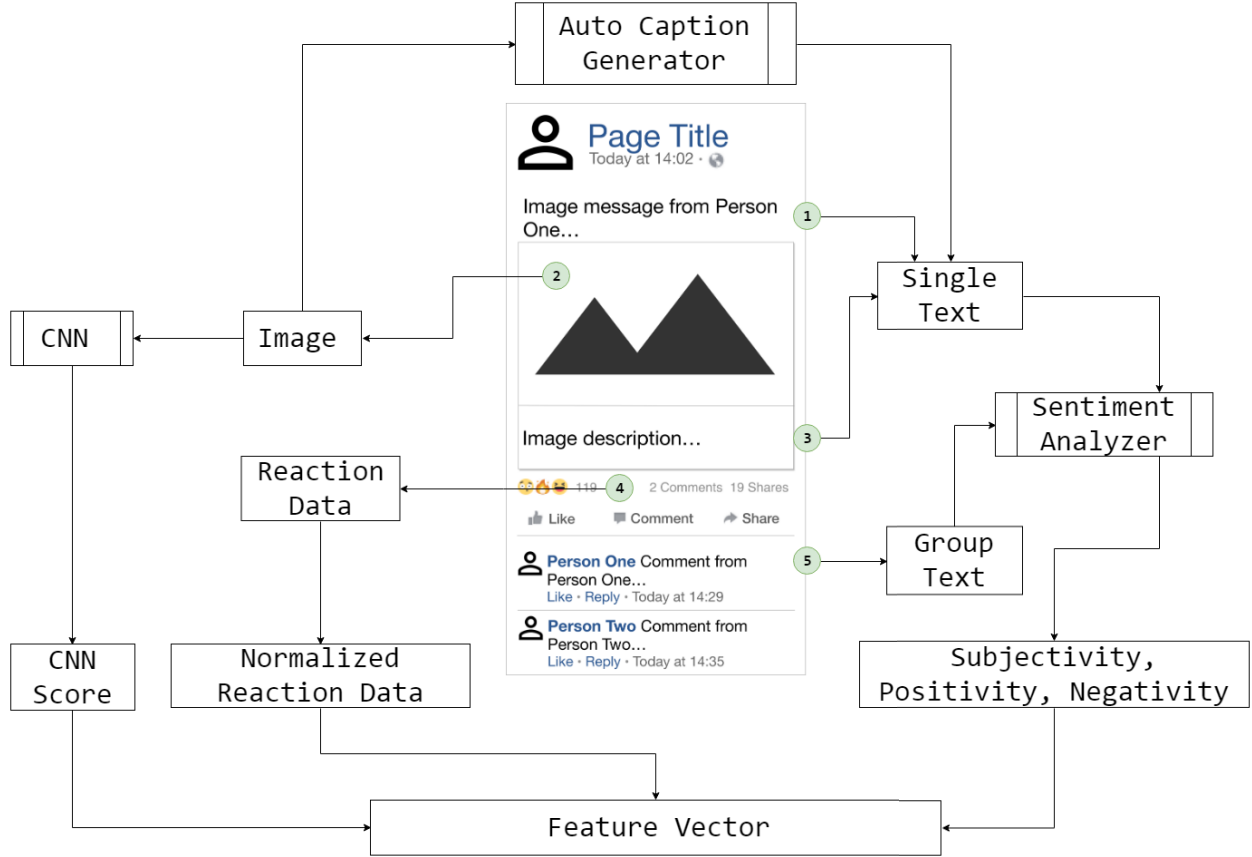 Auto Caption
Generator
Page Title
Today at 14:02 ·
Image message from Person
One...
1
2
Single
Text
CNN
Image
Sentiment
Analyzer
Image description...
3
Reaction
Data
119
4
2 Comments 19 Shares
Like Comment Share
Group
Text
5
Person One Comment from
Person One...
Like · Reply · Today at 14:29
Person Two Comment from
Person Two...
Like · Reply · Today at 14:35
CNN
Score
Normalized
Reaction Data
Subjectivity,
Positivity, Negativity
Feature Vector